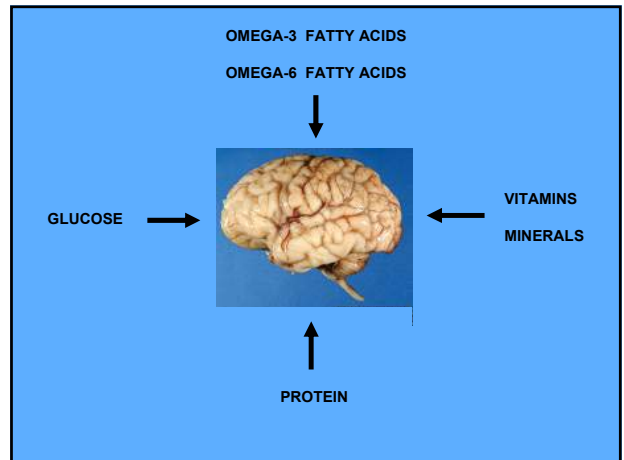 OMEGA-3 FATTY ACIDS
OMEGA-6 FATTY ACIDS
GLUCOSE
VITAMINS
MINERALS
PROTEIN